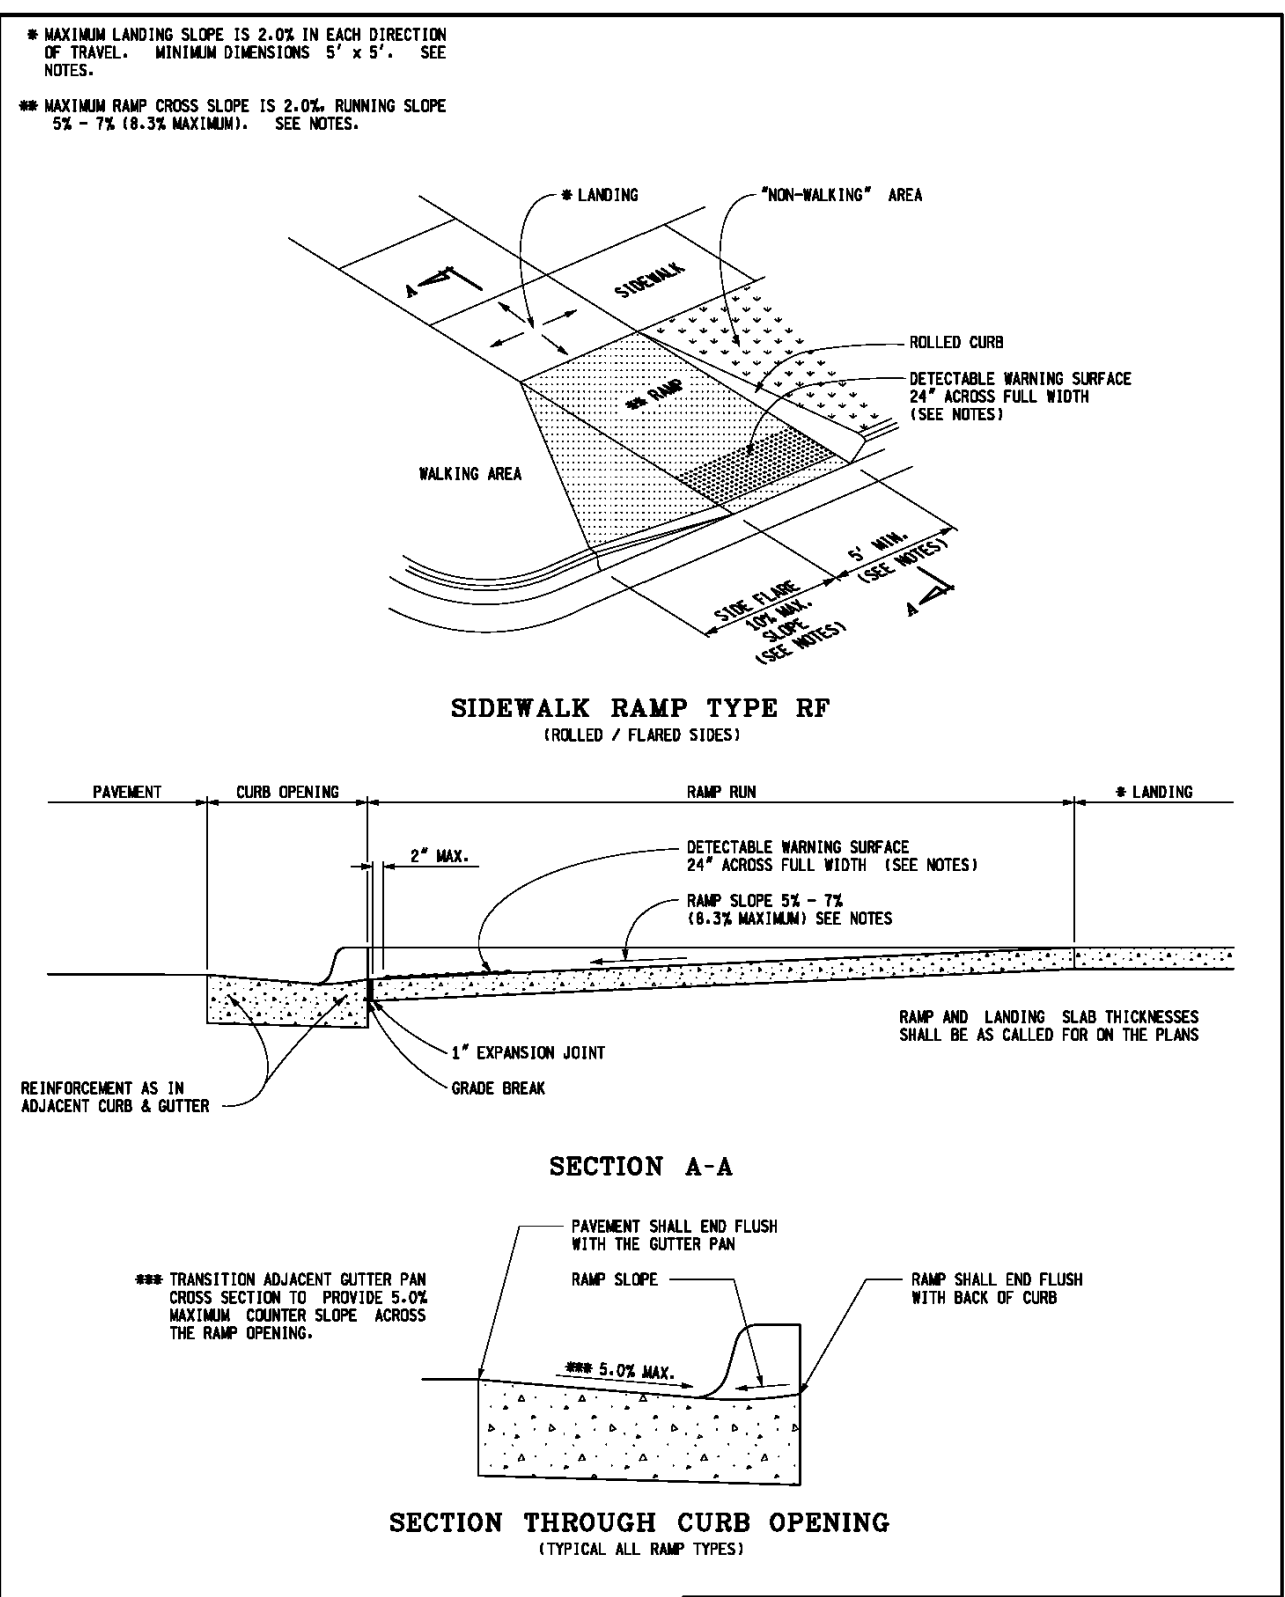 * MAXIMUM LANDING SLOPE IS 2.0% IN EACH DIRECTION
OF TRAVEL. MINIMUM DIMENSIONS 5' x 5'. SEE
NOTES.
** MAXIMUM RAMP CROSS SLOPE IS 2.0%, RUNNING SLOPE
5% - 7% (8.3% MAXIMUM). SEE NOTES.
* LANDING
"NON-WALKING" AREA
A
SIDEWALK
ROLLED CURB
** RAMP
DETECTABLE WARNING SURFACE
24" ACROSS FULL WIDTH
(SEE NOTES)
WALKING AREA
5' MIN.
(SEE NOTES)
A
SIDE FLARE
10% MAX.
SLOPE
(SEE NOTES)
SIDEWALK RAMP TYPE RF
(ROLLED / FLARED SIDES)
PAVEMENT
CURB OPENING
RAMP RUN
* LANDING
2" MAX.
DETECTABLE WARNING SURFACE
24" ACROSS FULL WIDTH (SEE NOTES)
RAMP SLOPE 5% - 7%
(8.3% MAXIMUM) SEE NOTES
RAMP AND LANDING SLAB THICKNESSES
SHALL BE AS CALLED FOR ON THE PLANS
1" EXPANSION JOINT
GRADE BREAK
REINFORCEMENT AS IN
ADJACENT CURB & GUTTER
SECTION A-A
PAVEMENT SHALL END FLUSH
WITH THE GUTTER PAN
*** TRANSITION ADJACENT GUTTER PAN
CROSS SECTION TO PROVIDE 5.0%
MAXIMUM COUNTER SLOPE ACROSS
THE RAMP OPENING.
RAMP SLOPE
RAMP SHALL END FLUSH
WITH BACK OF CURB
*** 5.0% MAX.
SECTION THROUGH CURB OPENING
(TYPICAL ALL RAMP TYPES)